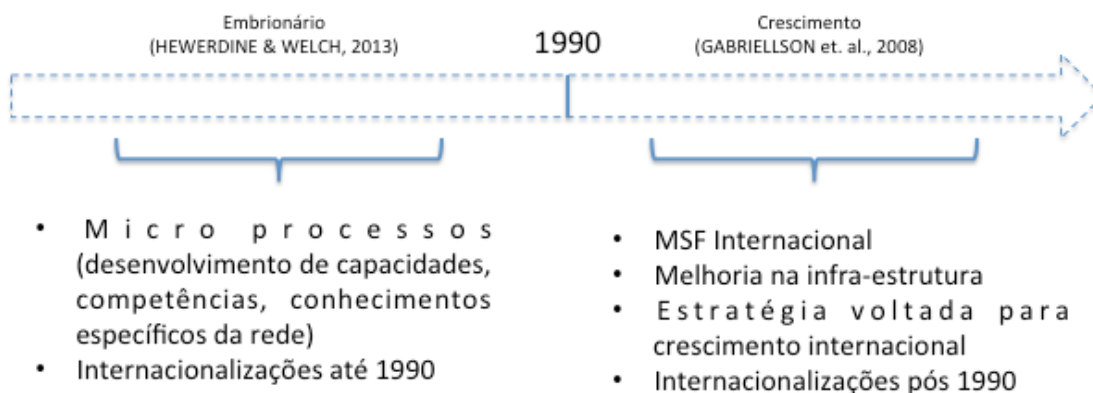 Embrionário
(HEWERDINE & WELCH, 2013)
1990
Crescimento
(GABRIELLSON et. al., 2008)
• Micro processos
(desenvolvimento de capacidades,
competências, conhecimentos
específicos da rede)
• Internacionalizações até 1990
• MSF Internacional
• Melhoria na infra-estrutura
• Estratégia voltada para
crescimento internacional
• Internacionalizações pós 1990